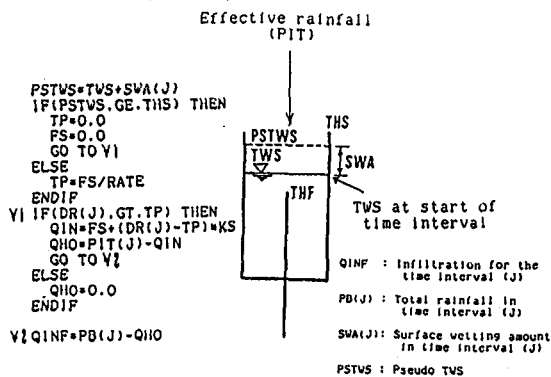 Effective rainfall
(PIT)
PSTWS=TWS+SWA(J)
IF(PSTWS.GE.THS) THEN
TP=0.0
FS=0.0
GO TO Y1
ELSE
TP=FS/RATE
ENDIF
Y1 IF(DR(J).GT.TP) THEN
QIN=FS+(DR(J)-TP)*KS
QHO=PIT(J)-QIN
GO TO Y2
ELSE
QHO=0.0
ENDIF
Y2 QINF=PB(J)-QHO
THS
PSTWS
TWS
SWA
THF
TWS at start of
time interval
QINF : Infiltration for the
time interval (J)
PB(J) : Total rainfall in
time interval (J)
SWA(J): Surface wetting amount
in time interval (J)
PSTWS : Pseudo TWS